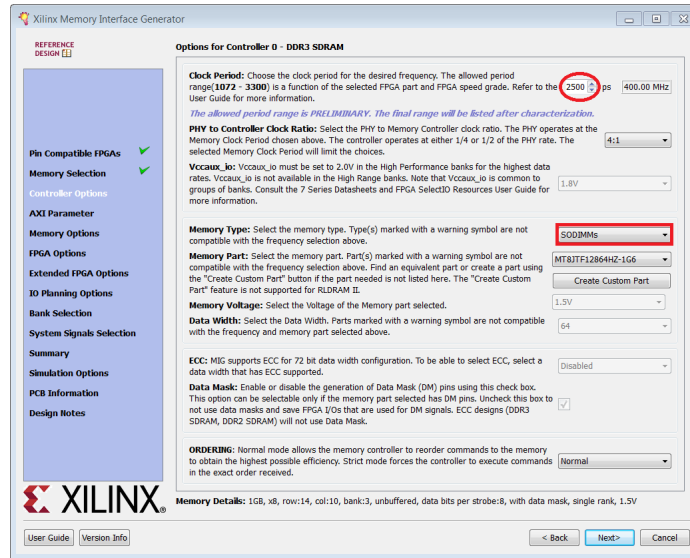 Xilinx Memory Interface Generator
REFERENCE
DESIGN
Pin Compatible FPGAs
Memory Selection
Controller Options
AXI Parameter
Memory Options
FPGA Options
Extended FPGA Options
IO Planning Options
Bank Selection
System Signals Selection
Summary
Simulation Options
PCB Information
Design Notes
XILINX®
Options for Controller 0 - DDR3 SDRAM
Clock Period: Choose the clock period for the desired frequency. The allowed period
range(1072 - 3300) is a function of the selected FPGA part and FPGA speed grade. Refer to the 2500 ps 400.00 MHz
User Guide for more information.
The allowed period range is PRELIMINARY. The final range will be listed after characterization.
PHY to Controller Clock Ratio: Select the PHY to Memory Controller clock ratio. The PHY operates at the
Memory Clock Period chosen above. The controller operates at either 1/4 or 1/2 of the PHY rate. The 4:1
selected Memory Clock Period will limit the choices.
Vccaux_io: Vccaux_io must be set to 2.0V in the High Performance banks for the highest data
rates. Vccaux_io is not available in the High Range banks. Note that Vccaux_io is common to
groups of banks. Consult the 7 Series Datasheets and FPGA SelectIO Resources User Guide for 1.8V
more information.
Memory Type: Select the memory type. Type(s) marked with a warning symbol are not
compatible with the frequency selection above. SODIMMs
Memory Part: Select the memory part. Part(s) marked with a warning symbol are not MT8JTF12864HZ-1G6
compatible with the frequency selection above. Find an equivalent part or create a part using
the "Create Custom Part" button if the part needed is not listed here. The "Create Custom Create Custom Part
Part" feature is not supported for RLDRAM II.
Memory Voltage: Select the Voltage of the Memory part selected. 1.5V
Data Width: Select the Data Width. Parts marked with a warning symbol are not compatible
with the frequency and memory part selected above. 64
ECC: MIG supports ECC for 72 bit data width configuration. To be able to select ECC, select a
data width that has ECC supported. Disabled
Data Mask: Enable or disable the generation of Data Mask (DM) pins using this check box.
This option can be selectable only if the memory part selected has DM pins. Uncheck this box to
not use data masks and save FPGA I/Os that are used for DM signals. ECC designs (DDR3
SDRAM, DDR2 SDRAM) will not use Data Mask.
ORDERING: Normal mode allows the memory controller to reorder commands to the memory
to obtain the highest possible efficiency. Strict mode forces the controller to execute commands Normal
in the exact order received.
Memory Details: 1GB, x8, row:14, col:10, bank:3, unbuffered, data bits per strobe:8, with data mask, single rank, 1.5V
User Guide Version Info < Back Next> Cancel